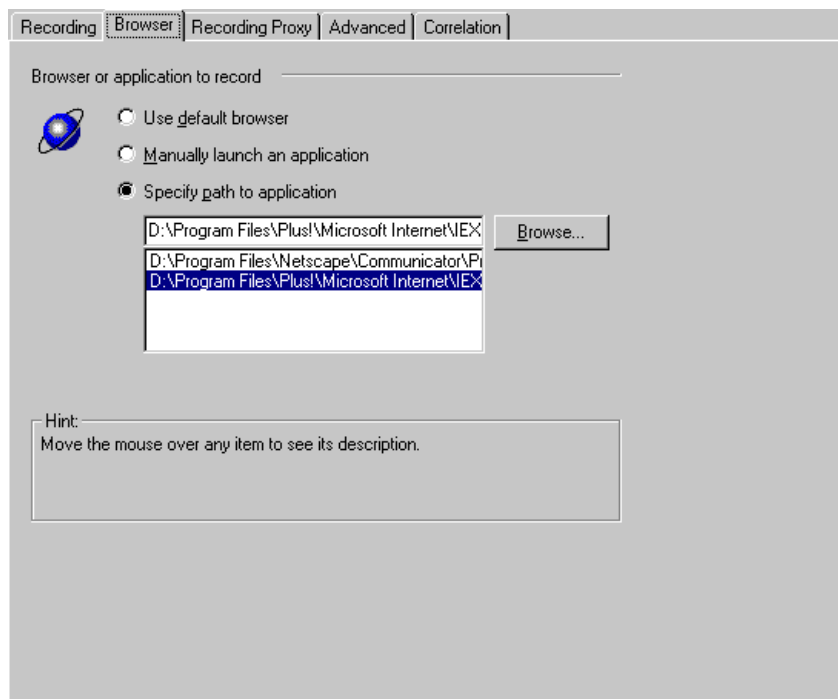 Recording Browser Recording Proxy Advanced Correlation
Browser or application to record
Use default browser
Manually launch an application
Specify path to application
D:\Program Files\Plus!\Microsoft Internet\IEX
Browse...
D:\Program Files\Netscape\Communicator\Pr
D:\Program Files\Plus!\Microsoft Internet\IEX
Hint:
Move the mouse over any item to see its description.